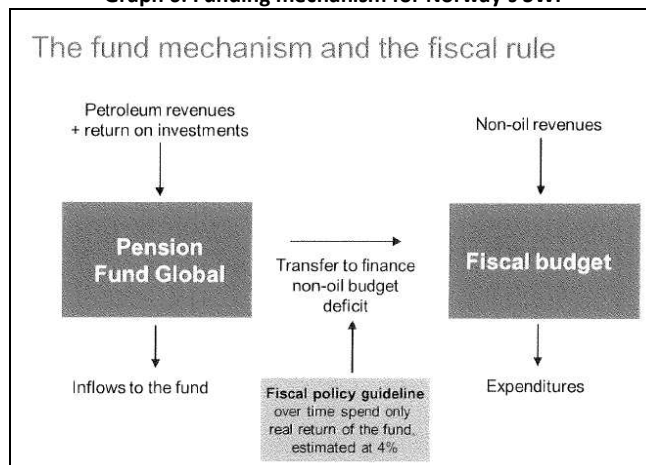 Funding mechanism for Norway's SWF
The fund mechanism and the fiscal rule
Petroleum revenues
+ return on investments
Non-oil revenues
Pension
Fund Global
Transfer to finance
non-oil budget
deficit
Fiscal budget
Inflows to the fund
Fiscal policy guideline
over time spend only
real return of the fund,
estimated at 4%
Expenditures